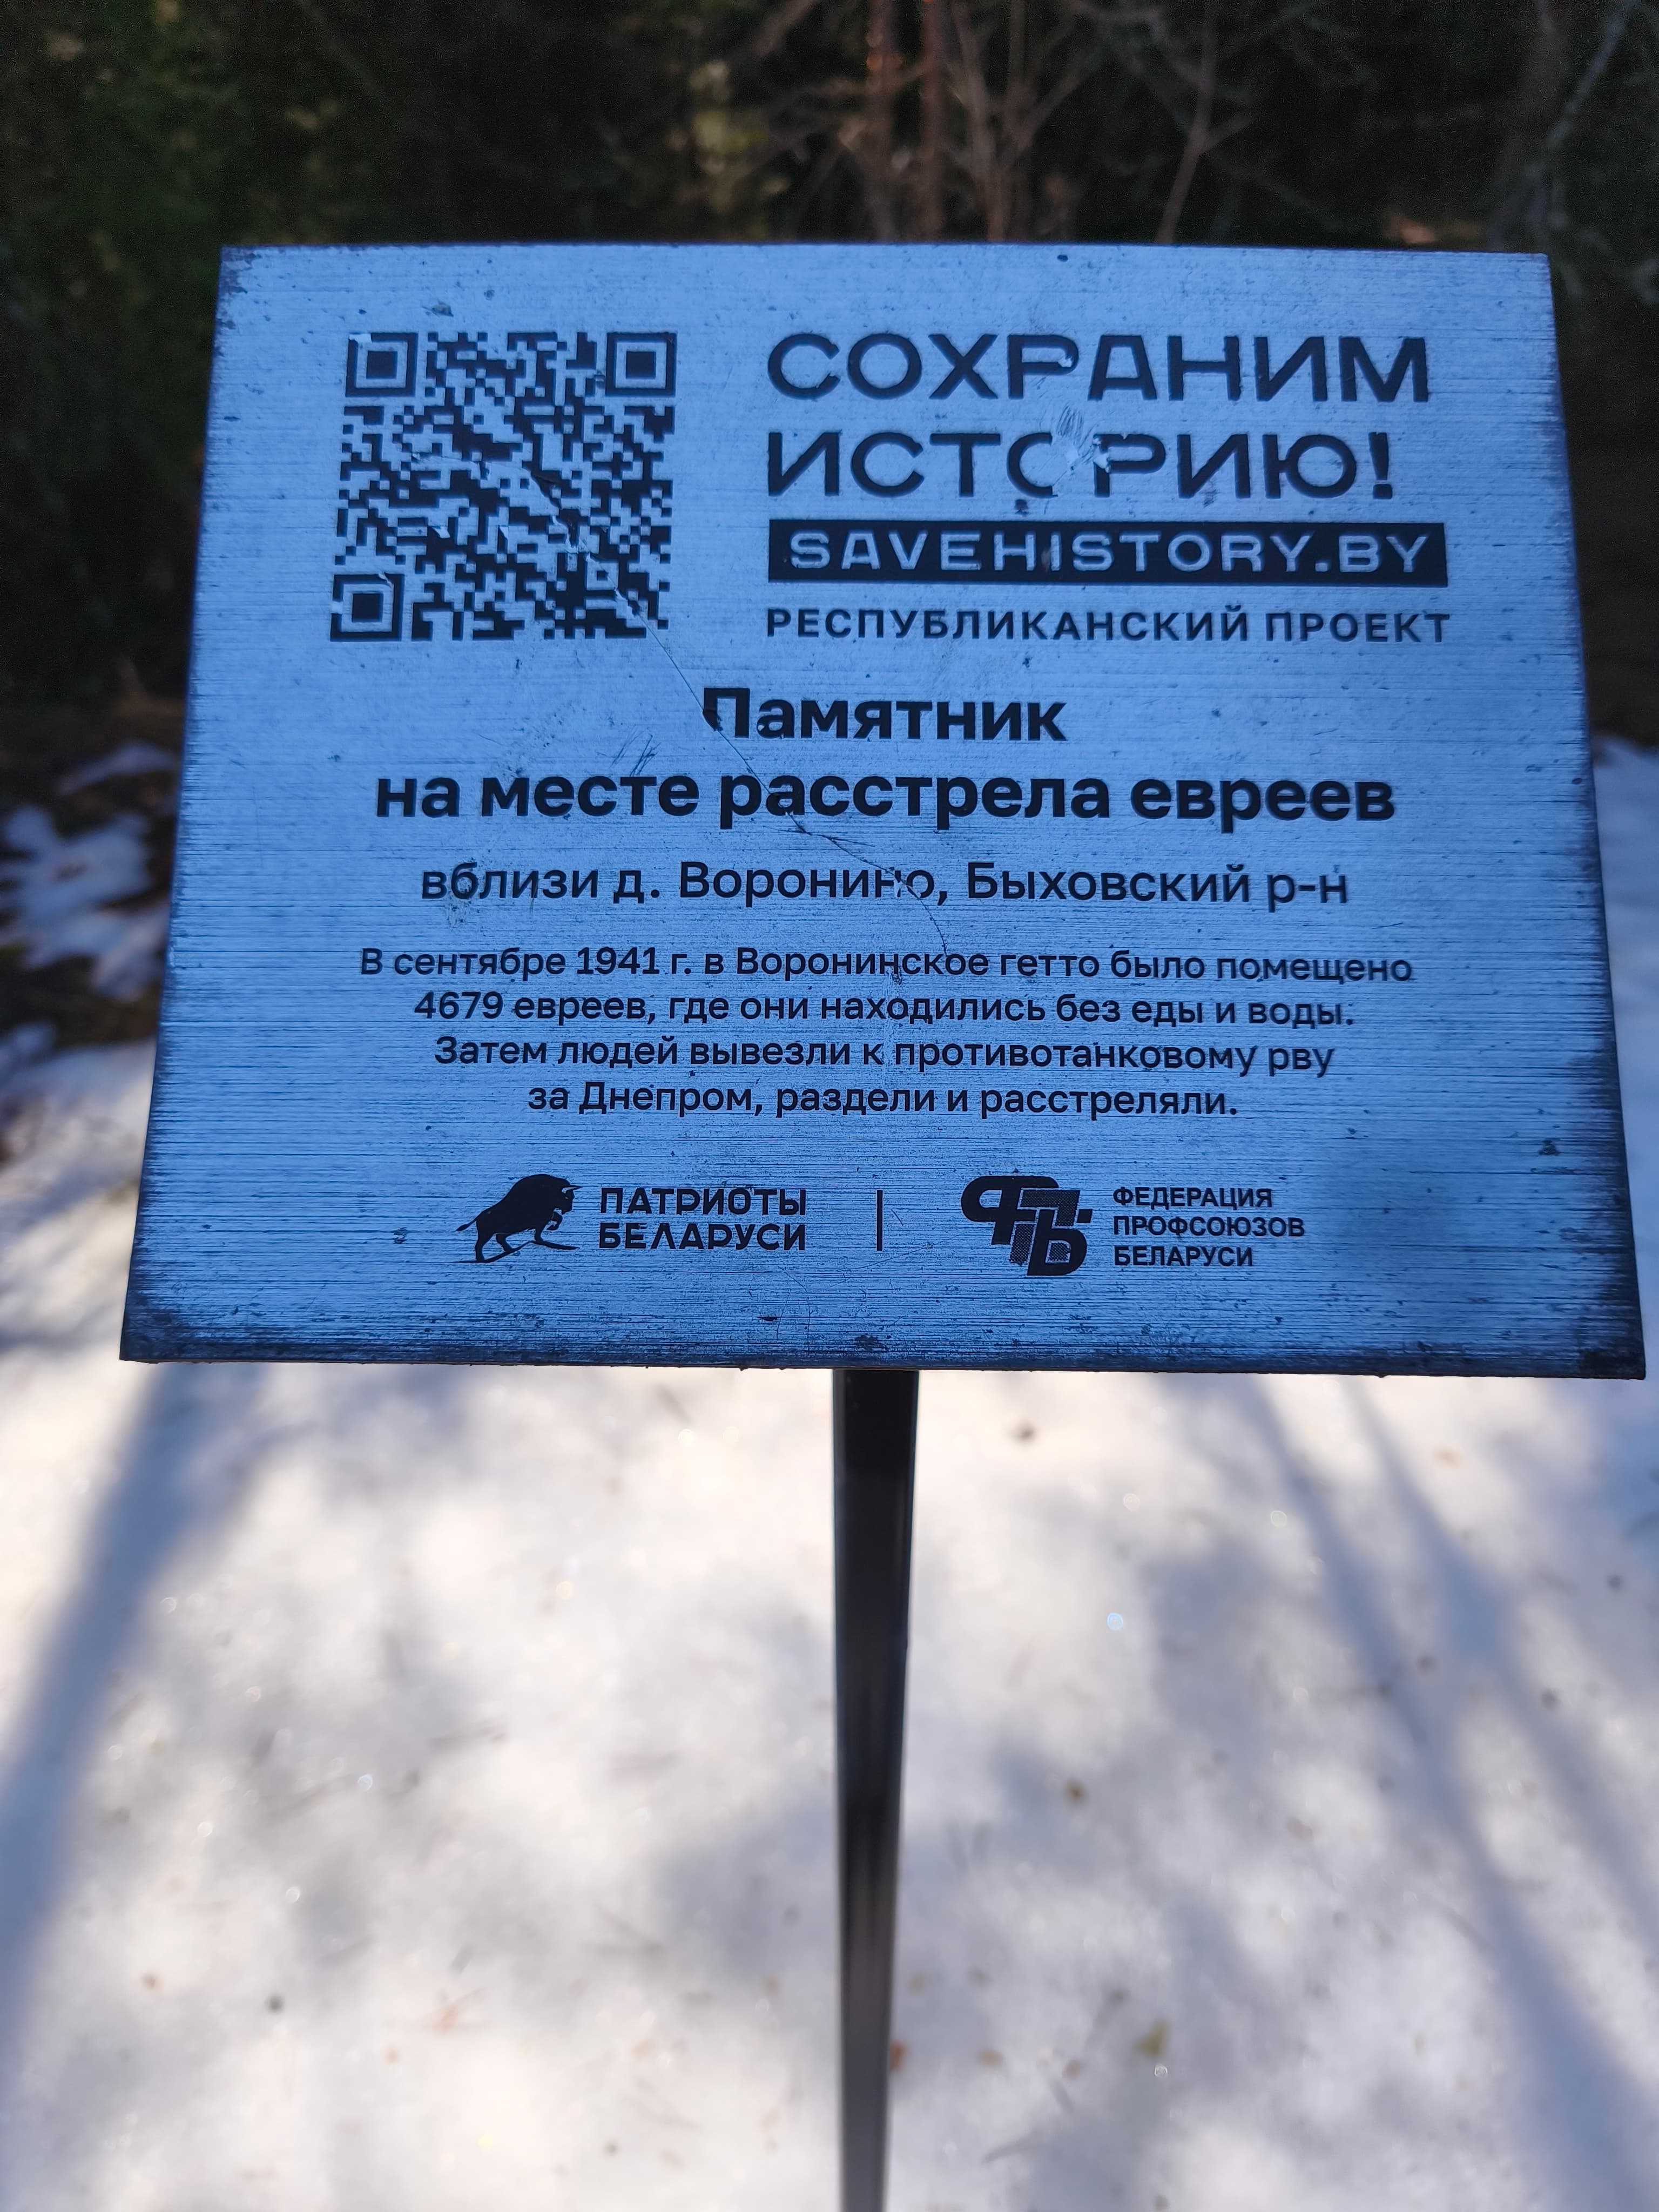 СОХРАНИМ
ИСТОРИЮ!
SAVEHISTORY.BY
РЕСПУБЛИКАНСКИЙ ПРОЕКТ
Памятник
на месте расстрела евреев
вблизи д. Воронино, Быховский р-н
В сентябре 1941 г. в Воронинское гетто было помещено
4679 евреев, где они находились без еды и воды.
Затем людей вывезли к противотанковому рву
за Днепром, раздели и расстреляли.
ПАТРИОТЫ
БЕЛАРУСИ
ФПБ
ФЕДЕРАЦИЯ
ПРОФСОЮЗОВ
БЕЛАРУСИ